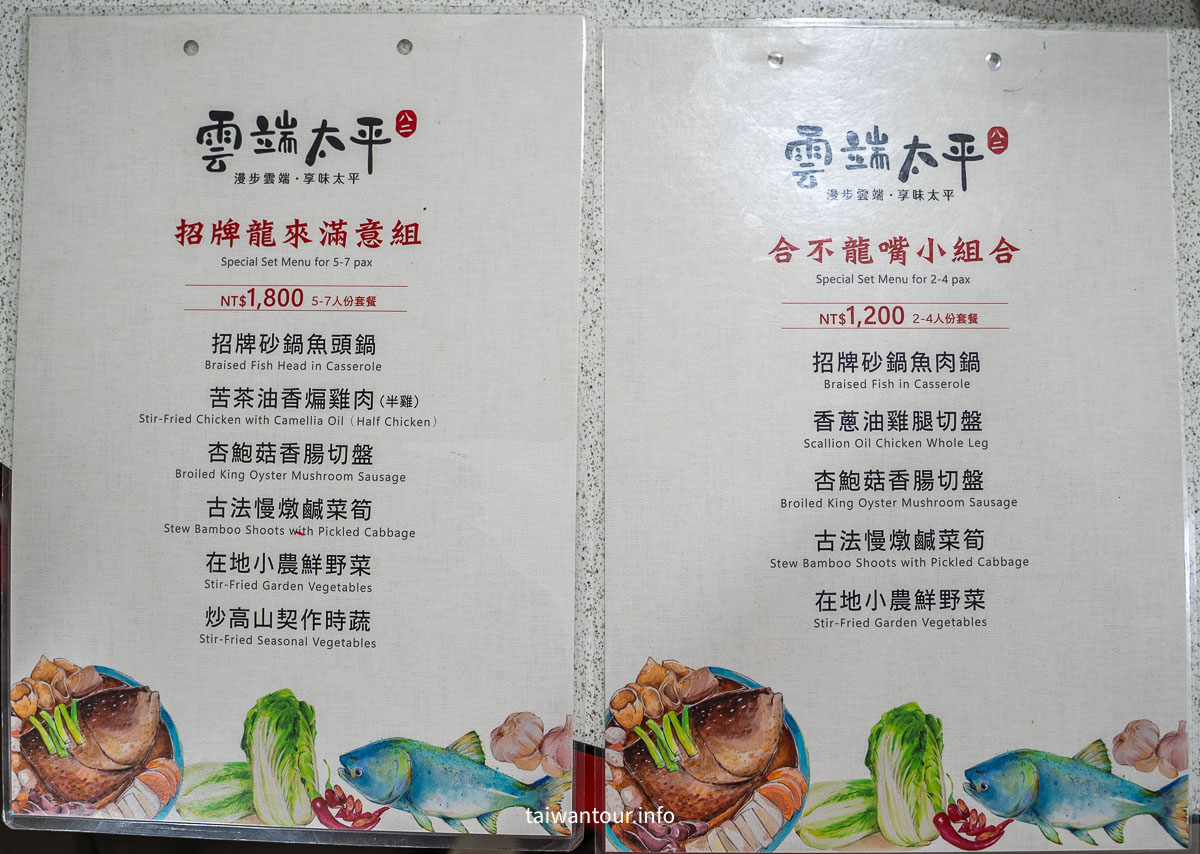 雲端太平
八二
漫步雲端·享味太平
招牌龍來滿意組
Special Set Menu for 5-7 pax
NT$1,800 5-7人份套餐
招牌砂鍋魚頭鍋
Braised Fish Head in Casserole
苦茶油香煸雞肉(半雞)
Stir-Fried Chicken with Camellia Oil (Half Chicken)
杏鮑菇香腸切盤
Broiled King Oyster Mushroom Sausage
古法慢燉鹹菜筍
Stew Bamboo Shoots with Pickled Cabbage
在地小農鮮野菜
Stir-Fried Garden Vegetables
炒高山契作時蔬
Stir-Fried Seasonal Vegetables
雲端太平
八二
漫步雲端·享味太平
合不龍嘴小組合
Special Set Menu for 2-4 pax
NT$1,200 2-4人份套餐
招牌砂鍋魚肉鍋
Braised Fish in Casserole
香蔥油雞腿切盤
Scallion Oil Chicken Whole Leg
杏鮑菇香腸切盤
Broiled King Oyster Mushroom Sausage
古法慢燉鹹菜筍
Stew Bamboo Shoots with Pickled Cabbage
在地小農鮮野菜
Stir-Fried Garden Vegetables
taiwantour.info